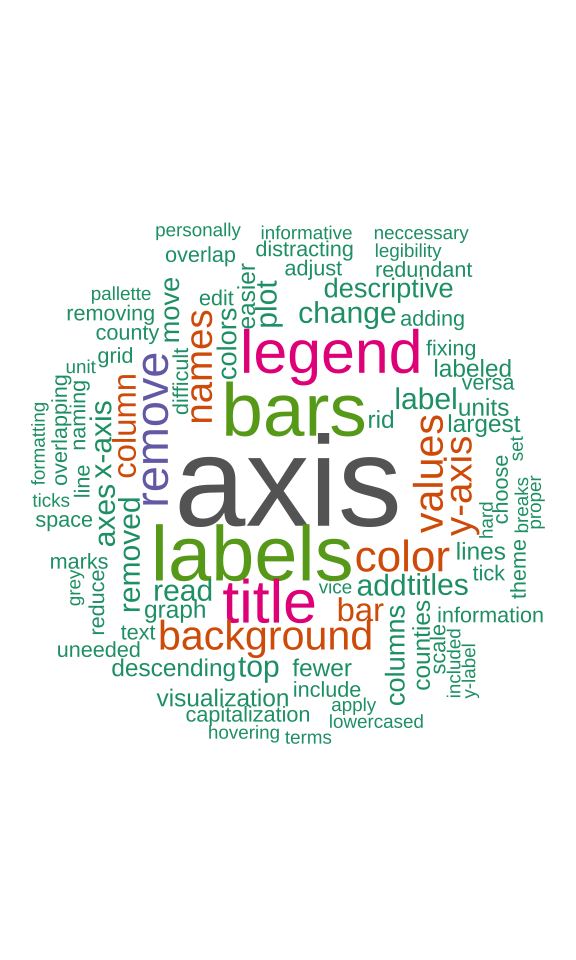 personally
informative
neccessary
overlap
distracting
legibility
adjust
redundant
pallette
move
edit
easier
plot
descriptive
removing
change
adding
county
names
colors
legend
fixing
grid
difficult
labeled
unit
remove
versa
column
bars
rid
label
units
formatting
overlapping
naming
x-axis
largest
values
y-axis
axis
set
line
choose
ticks
axes
hard
breaks
proper
space
removed
labels
color
lines
marks
tick
theme
grey
reduces
read
title
vice
add
titles
graph
bar
columns
counties
information
text
background
scale
included
y-label
uneeded
descending
top
fewer
visualization
include
capitalization
apply
lowercased
hovering
terms